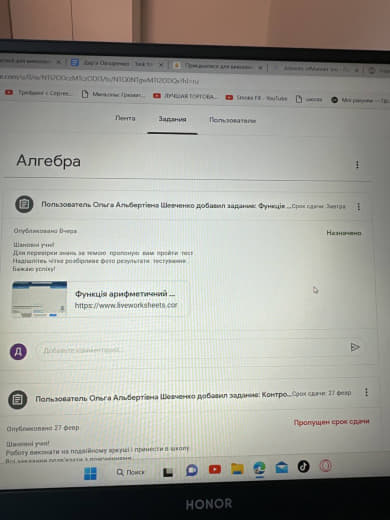 Лента Задания Пользователи
Алгебра
Пользователь Ольга Альбертівна Шевченко добавил задание: Функція ... Срок сдачи: Завтра
Опубликовано Вчера
Назначено
Шановні учні!
Для перевірки знань за темою пропоную вам пройти тест
Надішліть чітке розбірливе фото результати тестування.
Бажаю успіху!
Функція арифметичний ...
https://www.liveworksheets.cor
Д
Добавьте комментарий...
Пользователь Ольга Альбертівна Шевченко добавил задание: Контро... Срок сдачи: 27 февр.
Опубликовано 27 февр.
Пропущен срок сдачи
Шановні учні!
Роботу виконати на подвійному аркуші і принести в школу
Поиск
HONOR